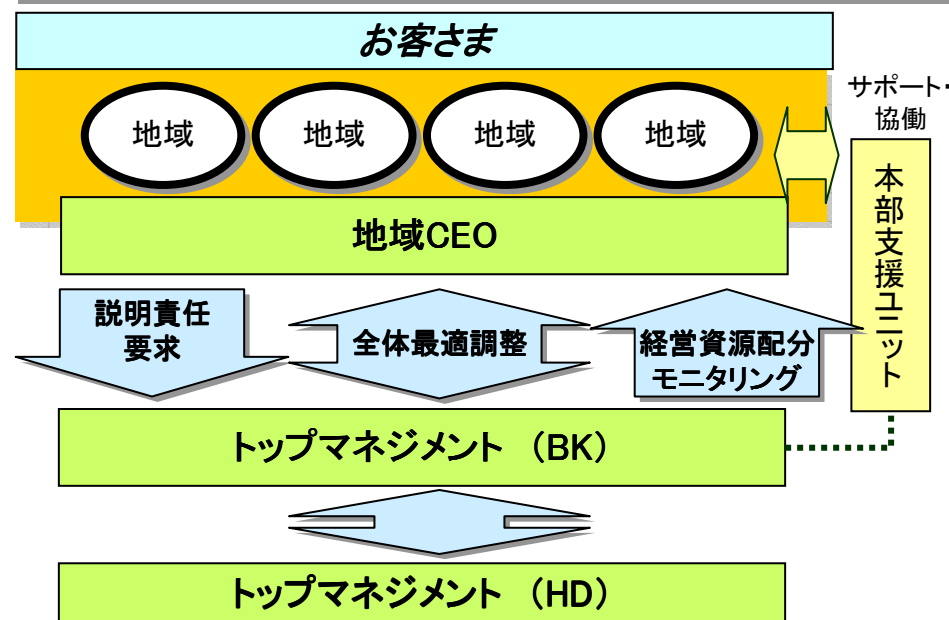 お客さま
地域
地域
地域
地域
サポート・
協働
本部支援ユニット
地域CEO
説明責任
要求
全体最適調整
経営資源配分
モニタリング
トップマネジメント （BK）
トップマネジメント （HD）